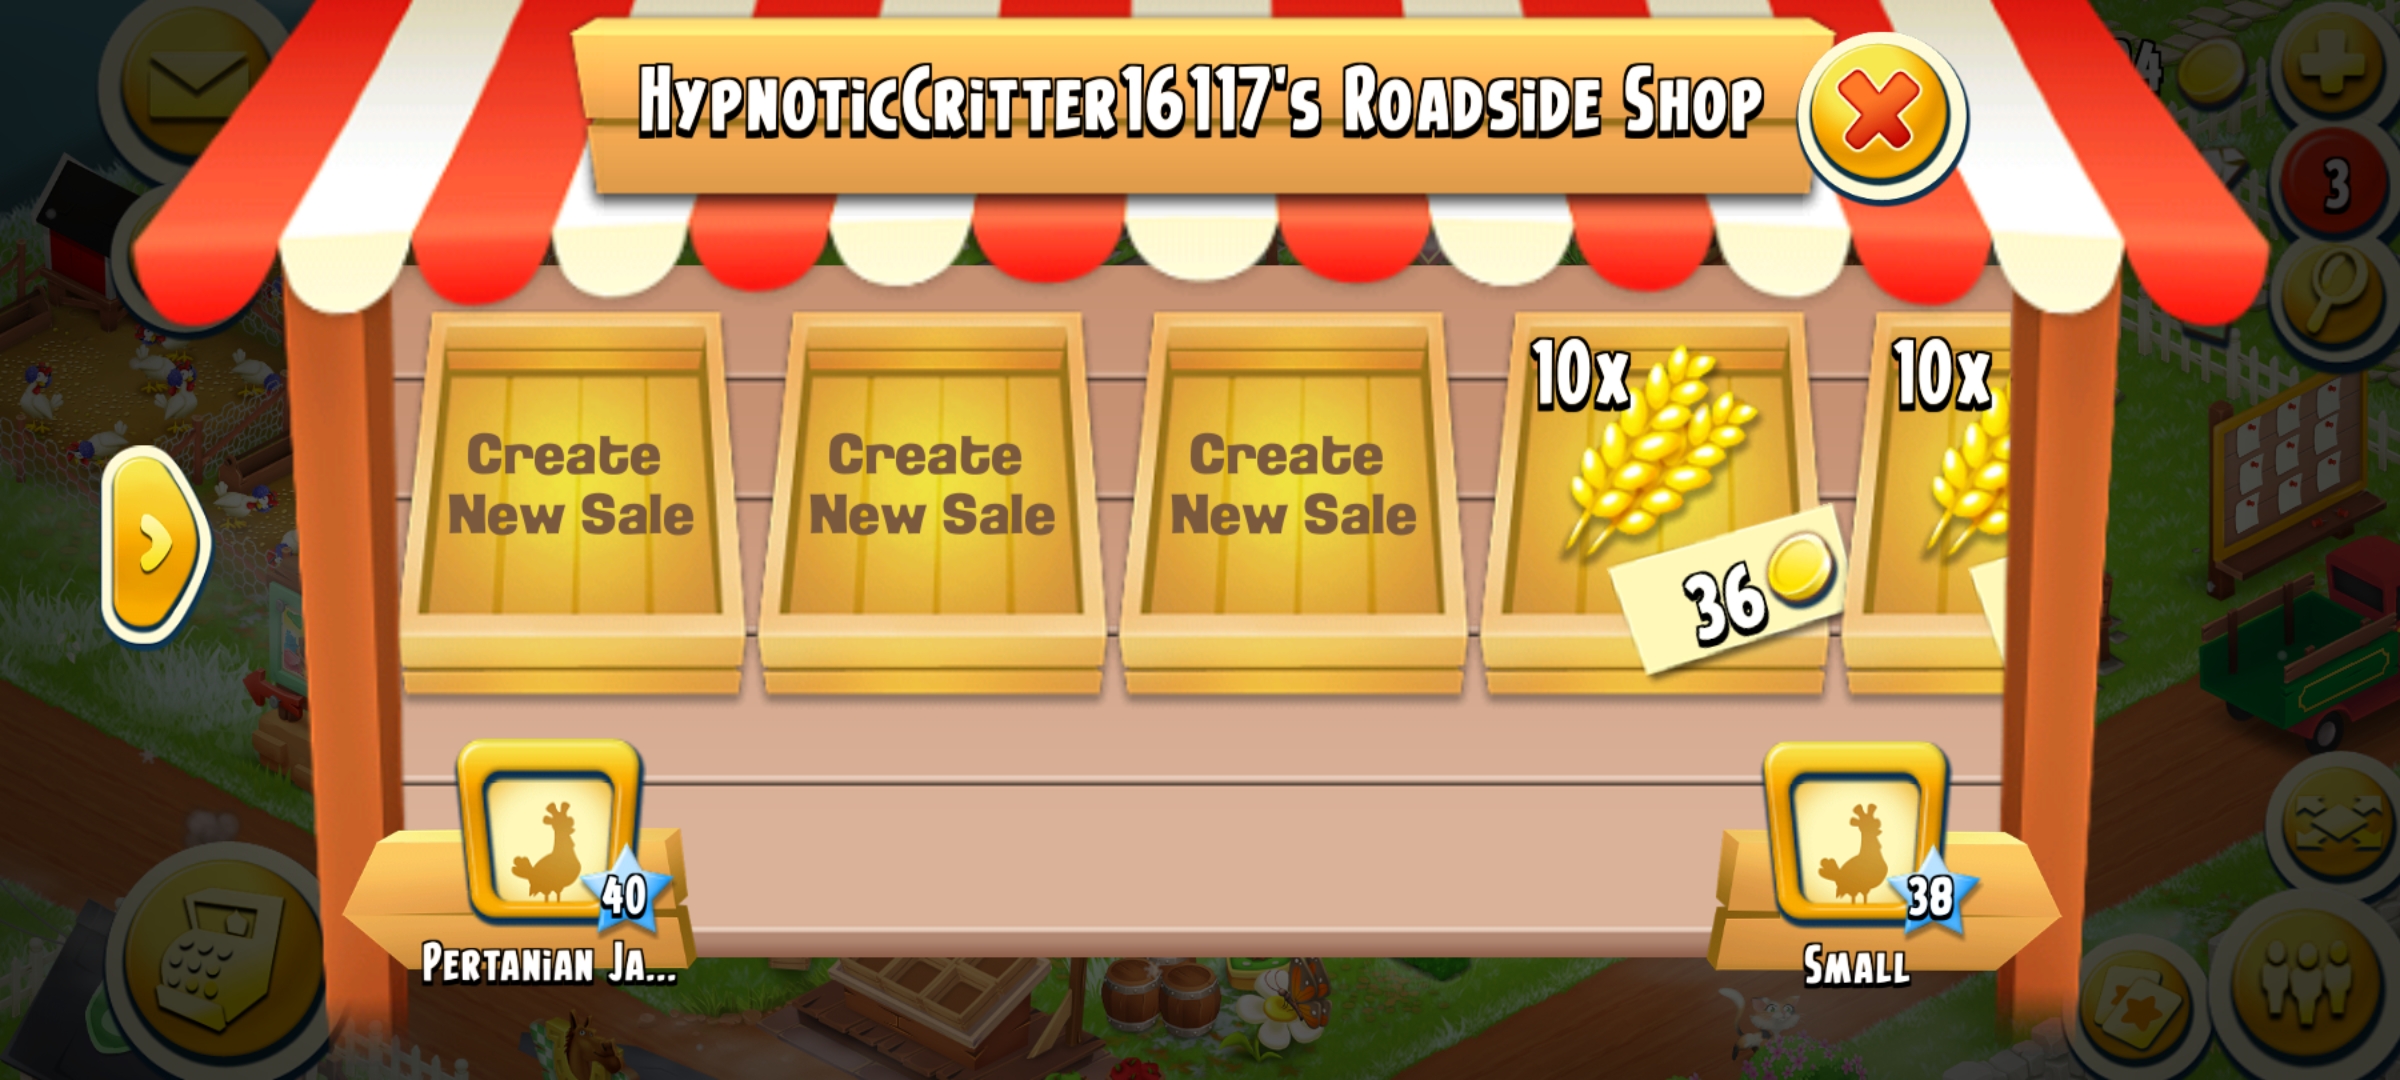 HypnoticCritter16117's Roadside Shop
3
Create
New Sale
Create
New Sale
Create
New Sale
10x
36
10x
40
Pertanian Ja...
38
Small